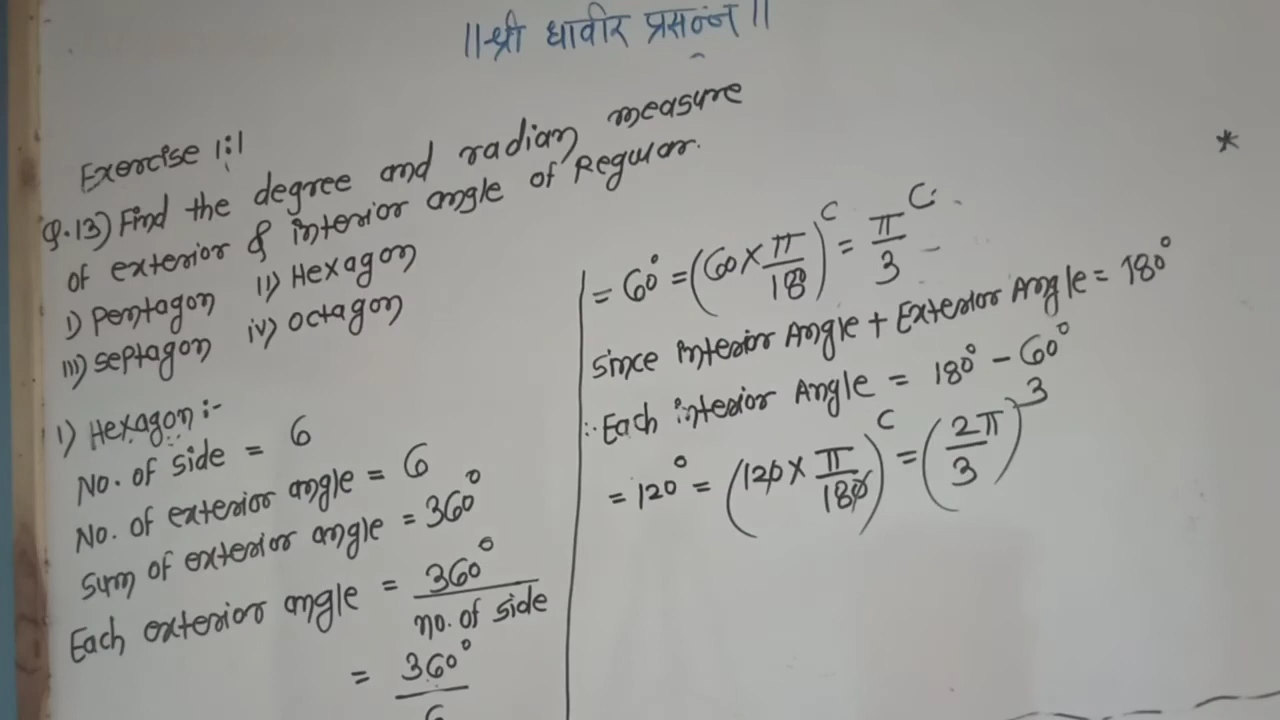 ||श्री धावीर प्रसन्न||
Exercise 1:1
Q.13) Find the degree and radian measure
of exterior & interior angle of Regular.
i) Pentagon ii) Hexagon
iii) Septagon iv) octagon
1) Hexagon:-
No. of side = 6
No. of exterior angle = 6
Sum of exterior angle = 360°
Each exterior angle = 360° / no. of side
= 360° / 6
= 60° = (60 × π/180)^c = π/3^c.
Since interior Angle + Exterior Angle = 180°
∴ Each interior Angle = 180° - 60°
= 120° = (120 × π/180)^c = (2π/3)^3
*